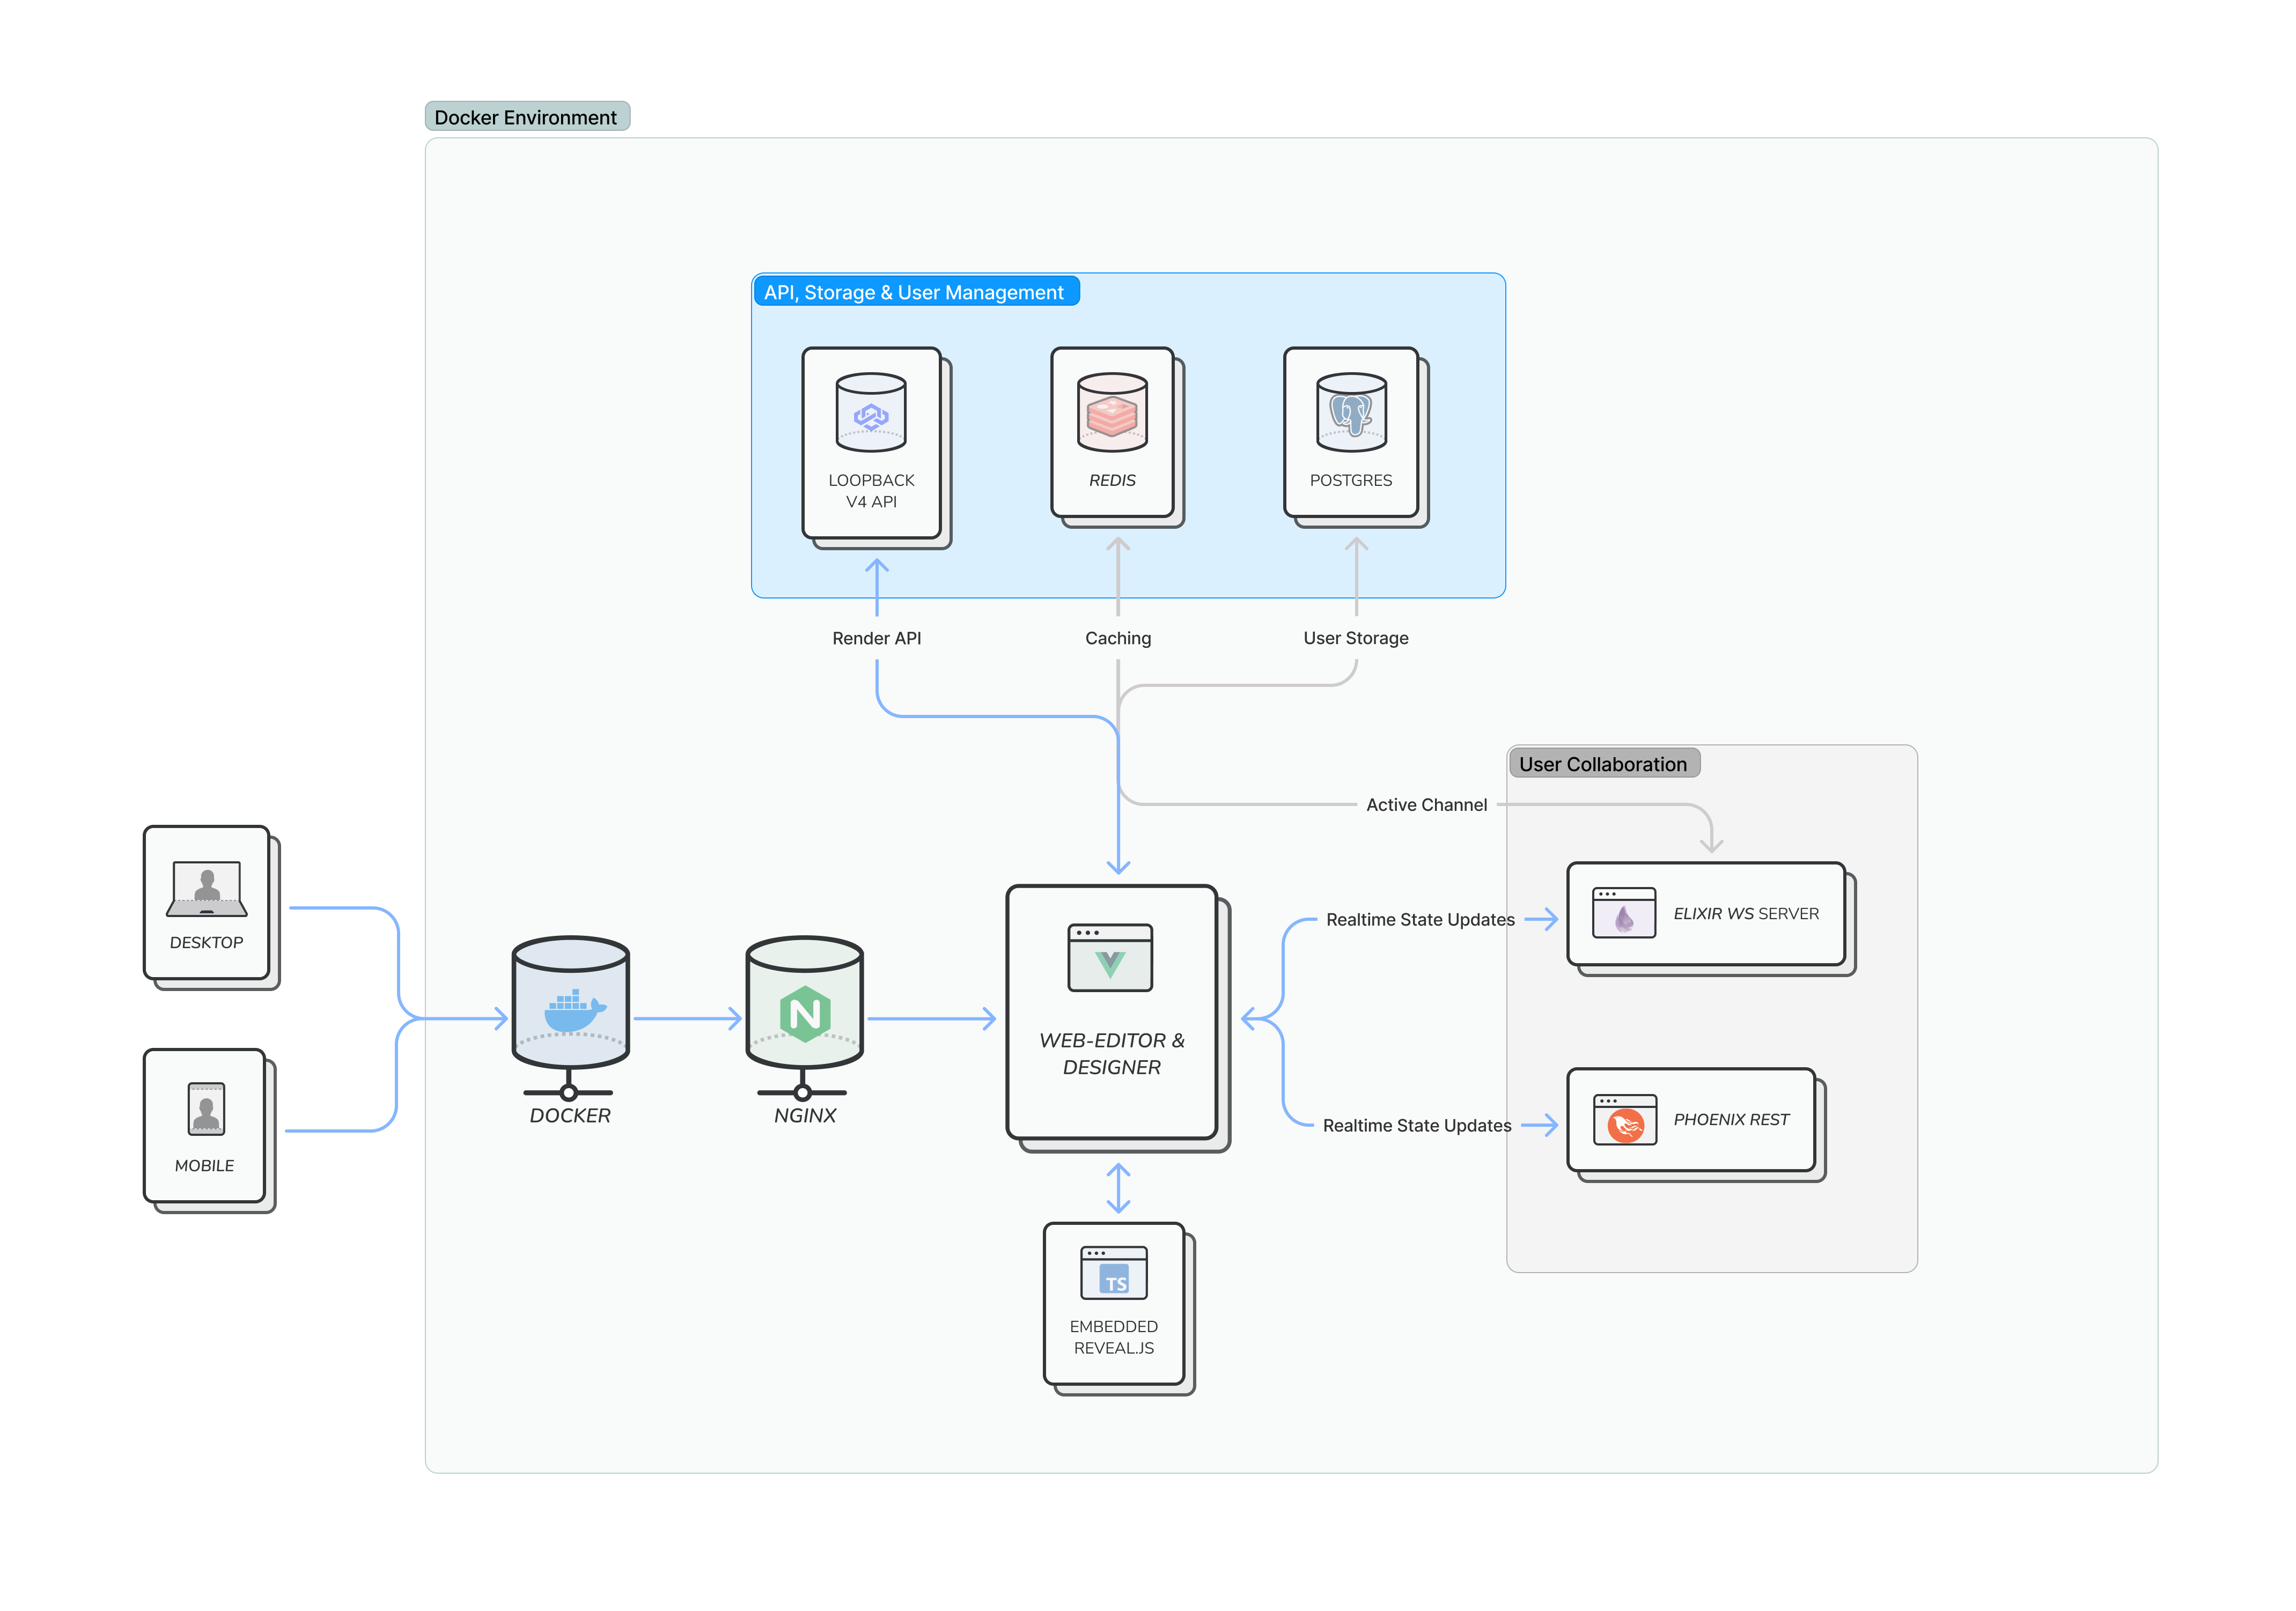 Docker Environment
API, Storage & User Management
LOOPBACK
V4 API
REDIS
POSTGRES
Render API
Caching
User Storage
User Collaboration
Active Channel
DESKTOP
MOBILE
DOCKER
N
NGINX
WEB-EDITOR &
DESIGNER
Realtime State Updates
ELIXIR WS SERVER
Realtime State Updates
PHOENIX REST
TS
EMBEDDED
REVEAL.JS